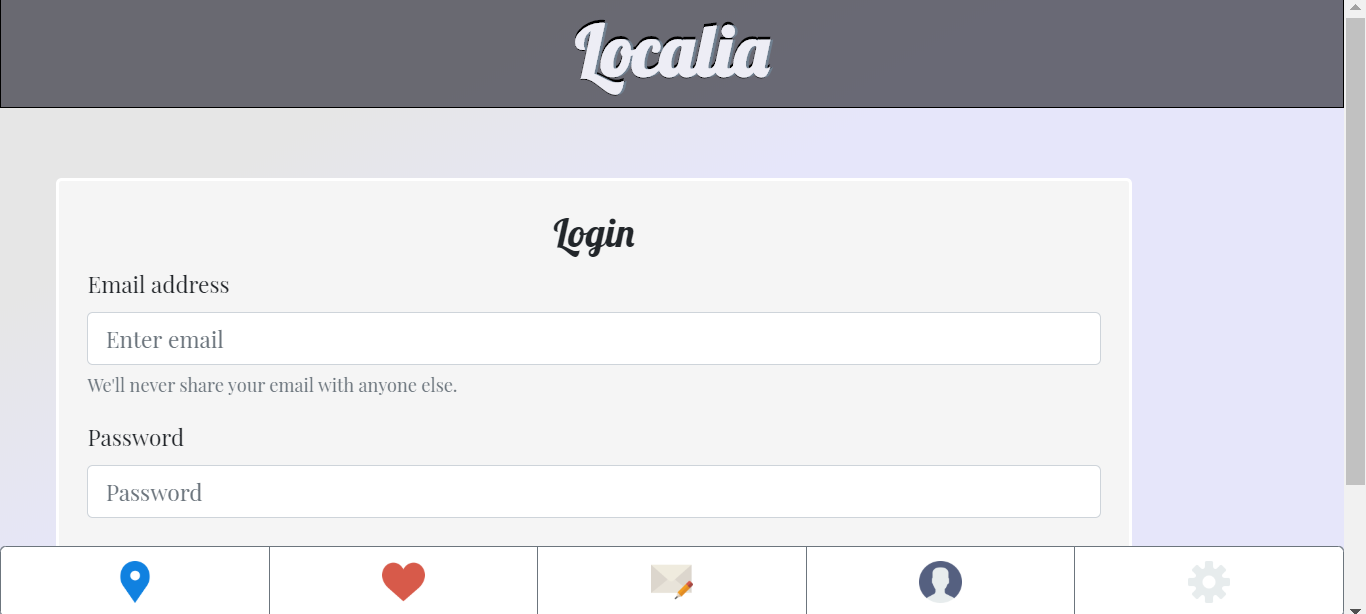 Localia
Login
Email address
Enter email
We'll never share your email with anyone else.
Password
Password